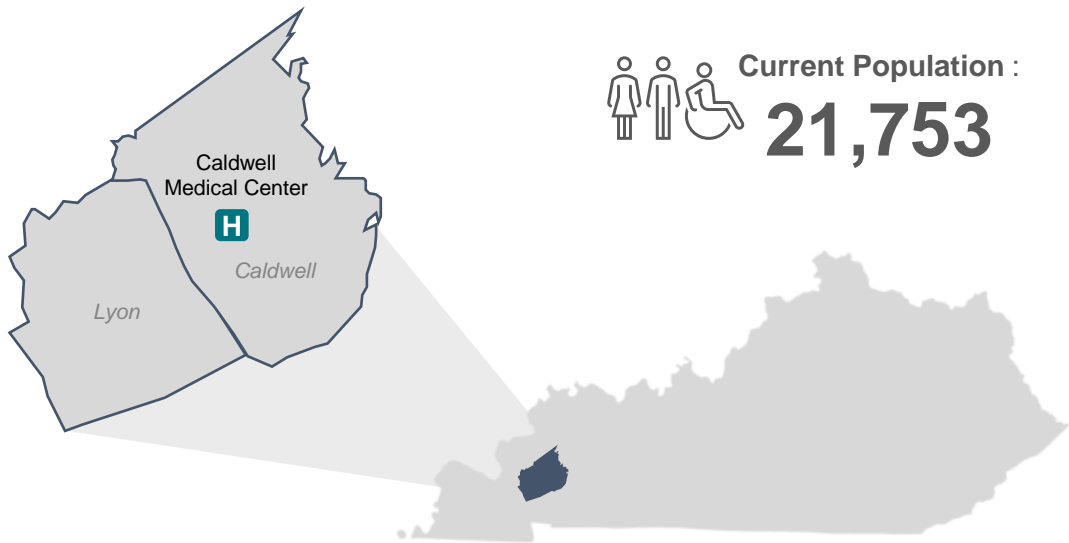 Current Population :
21,753
Caldwell
Medical Center
H
Caldwell
Lyon